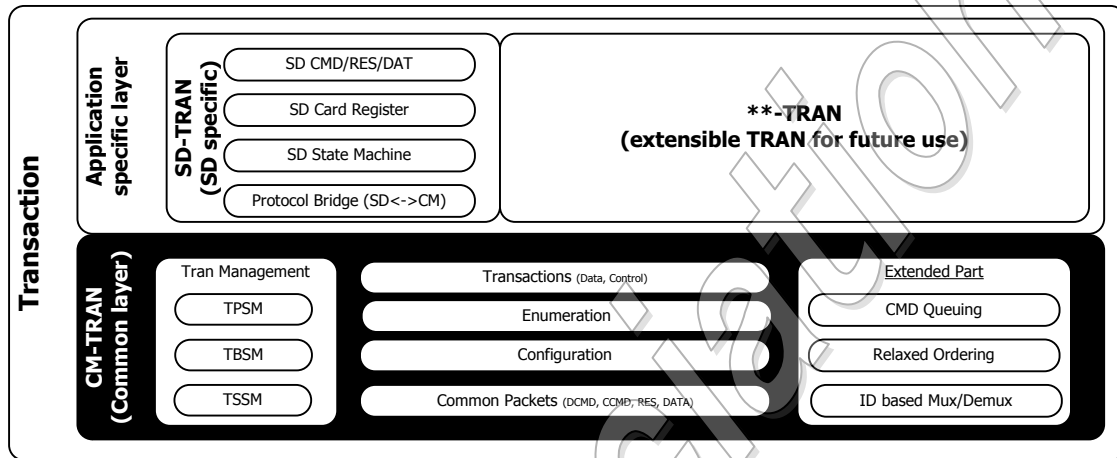 Transaction
Application
specific layer
SD-TRAN
(SD specific)
SD CMD/RES/DAT
SD Card Register
SD State Machine
Protocol Bridge (SD<->CM)
**-TRAN
(extensible TRAN for future use)
CM-TRAN
(Common layer)
Tran Management
TPSM
TBSM
TSSM
Transactions (Data, Control)
Enumeration
Configuration
Common Packets (DCMD, CCMD, RES, DATA)
Extended Part
CMD Queuing
Relaxed Ordering
ID based Mux/Demux